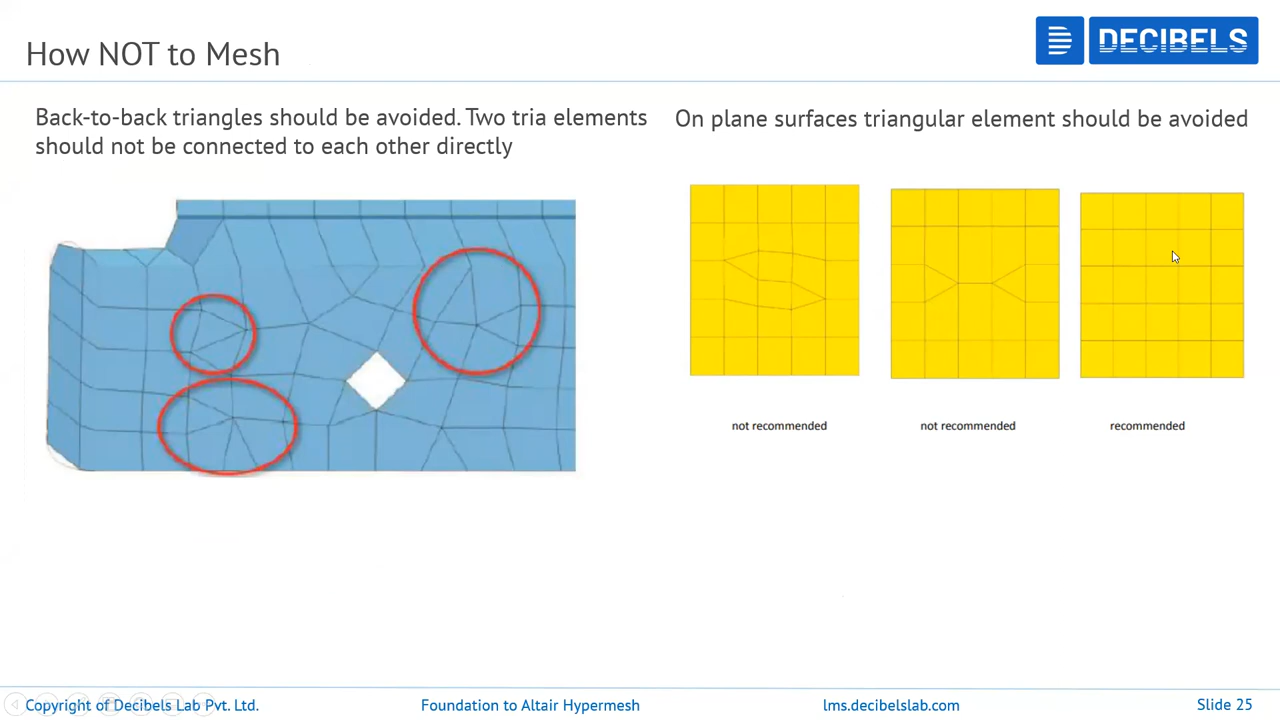 How NOT to Mesh
DECIBELS
Back-to-back triangles should be avoided. Two tria elements
should not be connected to each other directly
On plane surfaces triangular element should be avoided
not recommended
not recommended
recommended
Copyright of Decibels Lab Pvt. Ltd.
Foundation to Altair Hypermesh
lms.decibelslab.com
Slide 25